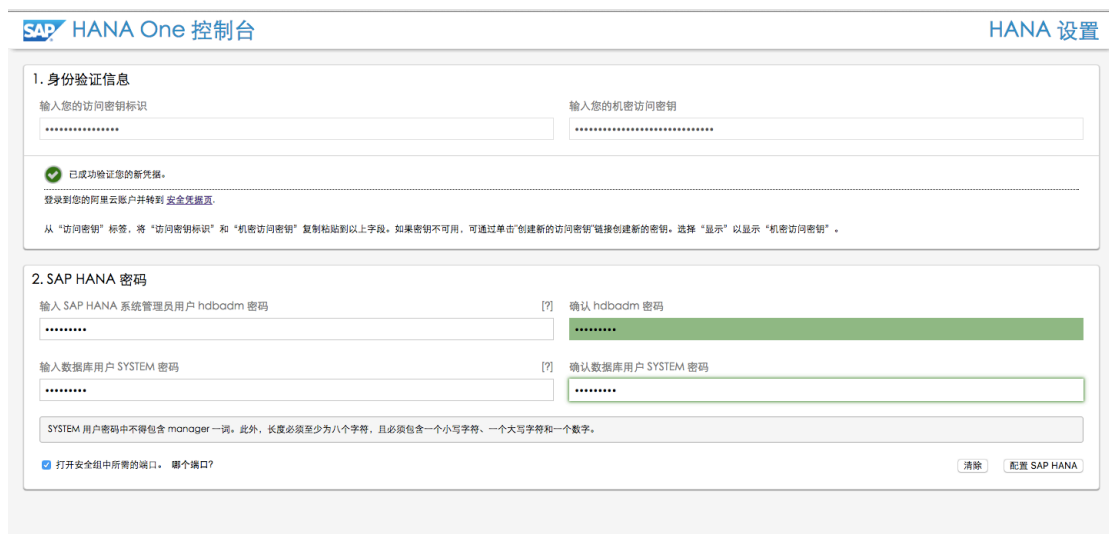 SAP HANA One 控制台
HANA 设置
1. 身份验证信息
输入您的访问密钥标识
输入您的机密访问密钥
已成功验证您的新凭据。
登录到您的阿里云账户并转到 安全凭据页.
从“访问密钥”标签，将“访问密钥标识”和“机密访问密钥”复制粘贴到以上字段。如果密钥不可用，可通过单击"创建新的访问密钥"链接创建新的密钥。选择“显示”以显示“机密访问密钥”。
2. SAP HANA 密码
输入 SAP HANA 系统管理员用户 hdbadm 密码
[?]
确认 hdbadm 密码
输入数据库用户 SYSTEM 密码
[?]
确认数据库用户 SYSTEM 密码
SYSTEM 用户密码中不得包含 manager 一词。此外，长度必须至少为八个字符，且必须包含一个小写字符、一个大写字符和一个数字。
打开安全组中所需的端口。 哪个端口?
清除
配置 SAP HANA